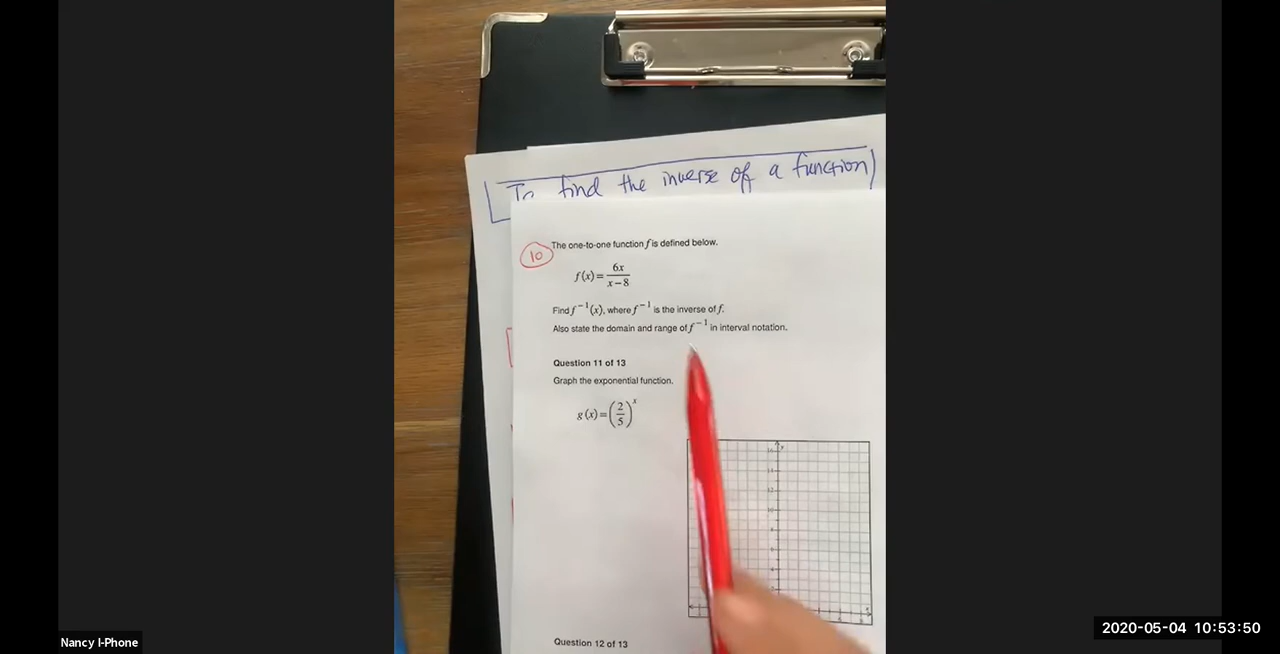 To find the inverse of a function
10
The one-to-one function f is defined below.
f(x) = 6x / x−8
Find f⁻¹(x), where f⁻¹ is the inverse of f.
Also state the domain and range of f⁻¹ in interval notation.
Question 11 of 13
Graph the exponential function.
g(x) = (2/5)ˣ
y
x
Question 12 of 13
Nancy I-Phone
2020-05-04 10:53:50